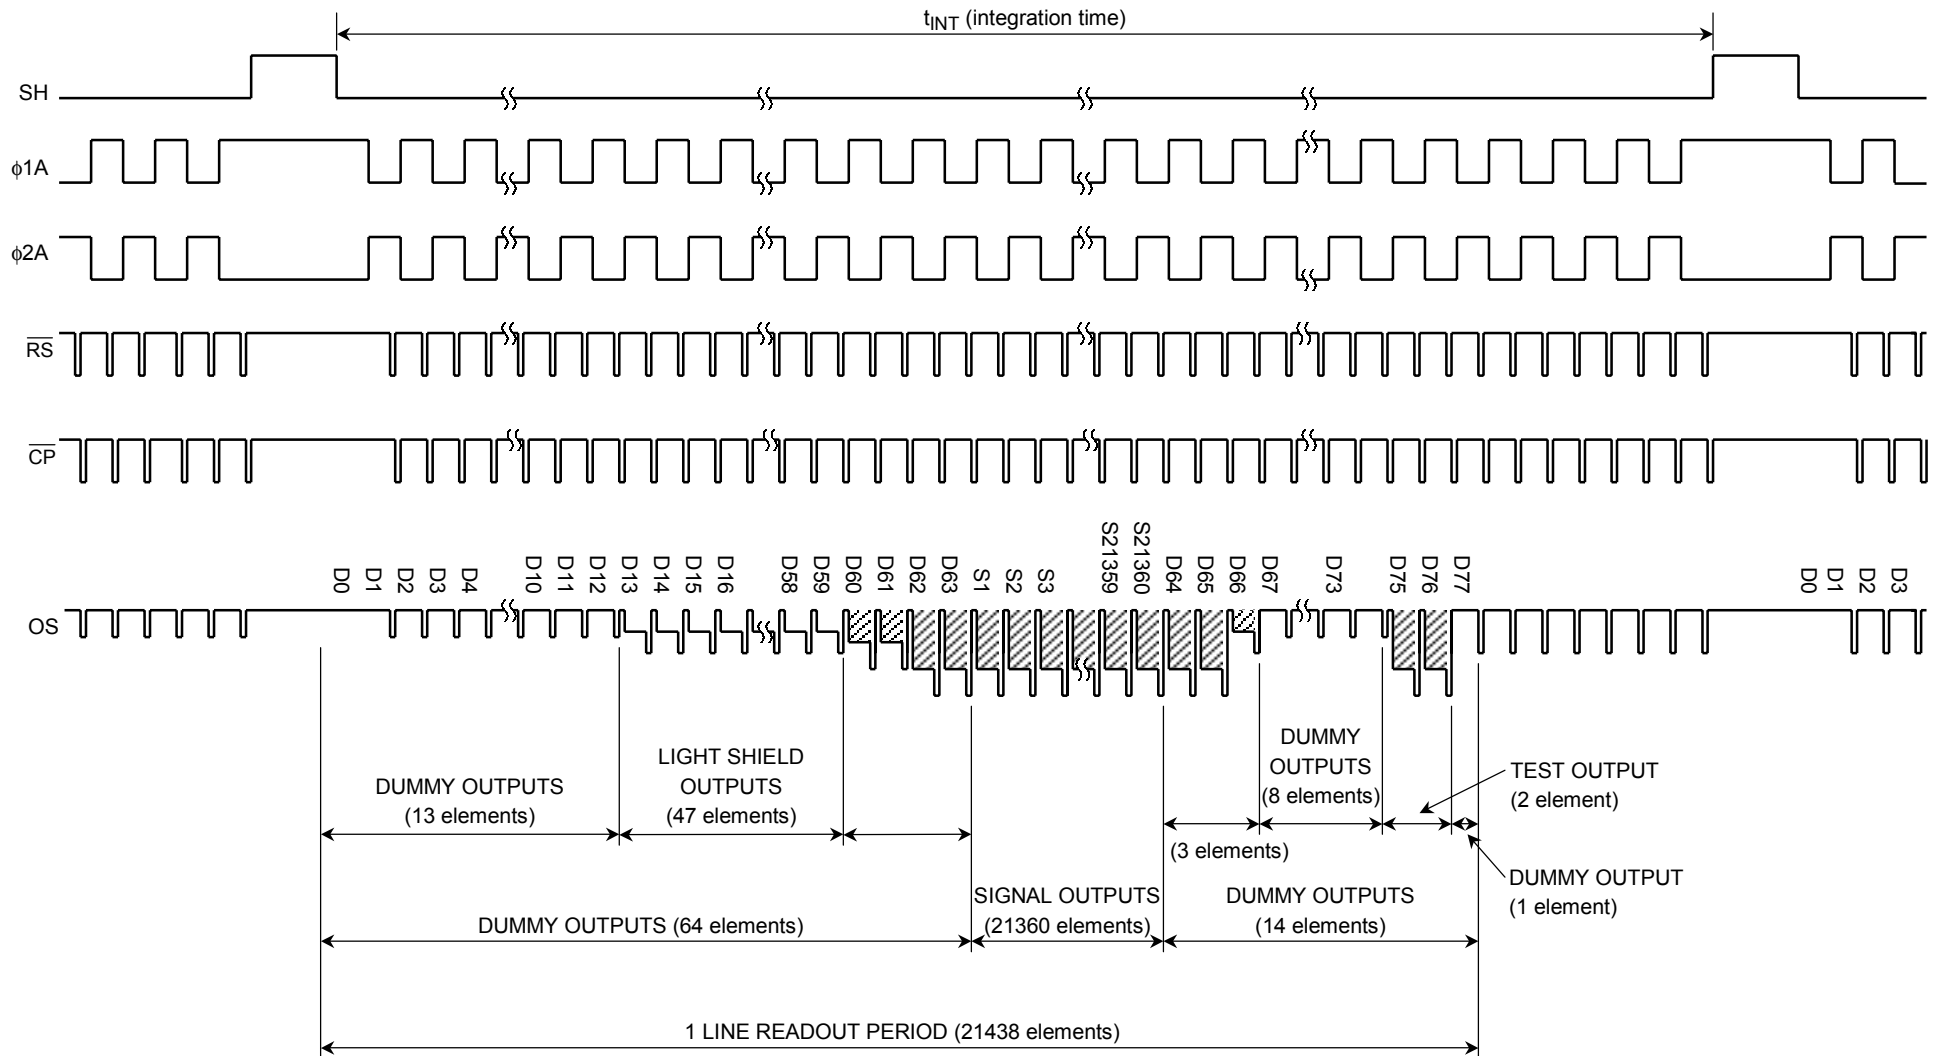 tINT (integration time)
SH
ϕ1A
ϕ2A
RS
CP
OS
D0
D1
D2
D3
D4
D10
D11
D12
D13
D14
D15
D16
D58
D59
D60
D61
D62
D63
S1
S2
S3
S21359
S21360
D64
D65
D66
D67
D73
D75
D76
D77
D0
D1
D2
D3
DUMMY OUTPUTS
(13 elements)
LIGHT SHIELD
OUTPUTS
(47 elements)
DUMMY
OUTPUTS
(8 elements)
TEST OUTPUT
(2 element)
(3 elements)
DUMMY OUTPUT
(1 element)
DUMMY OUTPUTS (64 elements)
SIGNAL OUTPUTS
(21360 elements)
DUMMY OUTPUTS
(14 elements)
1 LINE READOUT PERIOD (21438 elements)